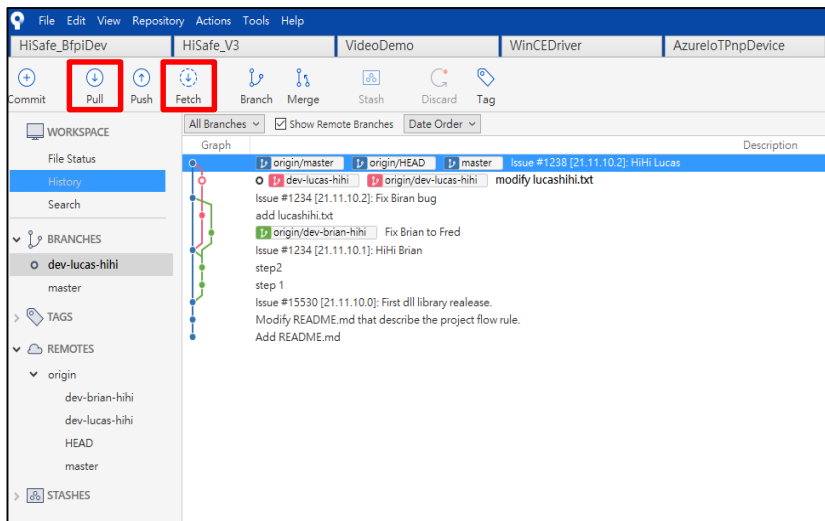 File Edit View Repository Actions Tools Help
HiSafe_BfpiDev HiSafe_V3 VideoDemo WinCEDriver AzureIoTPnpDevice
Commit Pull Push Fetch Branch Merge Stash Discard Tag
All Branches Show Remote Branches Date Order
Graph Description
WORKSPACE
File Status
History
Search
BRANCHES
dev-lucas-hihi
master
TAGS
REMOTES
origin
dev-brian-hihi
dev-lucas-hihi
HEAD
master
STASHES
origin/master origin/HEAD master Issue #1238 [21.11.10.2]: HiHi Lucas
dev-lucas-hihi origin/dev-lucas-hihi modify lucashihi.txt
Issue #1234 [21.11.10.2]: Fix Biran bug
add lucashihi.txt
origin/dev-brian-hihi Fix Brian to Fred
Issue #1234 [21.11.10.1]: HiHi Brian
step2
step 1
Issue #15530 [21.11.10.0]: First dll library realease.
Modify README.md that describe the project flow rule.
Add README.md